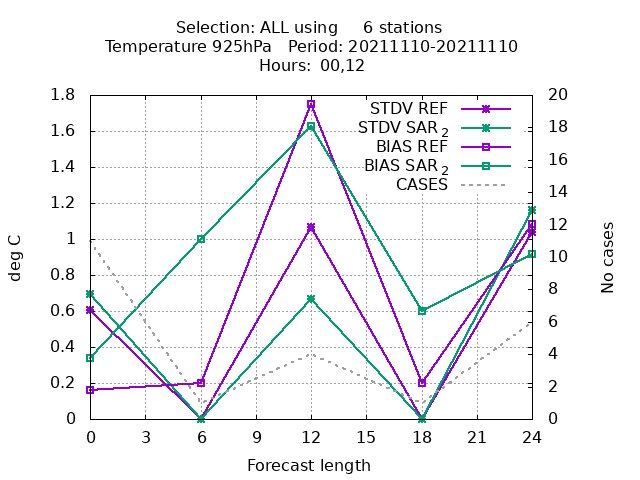 Selection: ALL using     6 stations
Temperature 925hPa   Period: 20211110-20211110
Hours:  00,12
STDV REF
STDV SAR 2
BIAS REF
BIAS SAR 2
CASES
1.8
1.6
1.4
1.2
1
0.8
0.6
0.4
0.2
0
20
18
16
14
12
10
8
6
4
2
0
deg C
No cases
0 3 6 9 12 15 18 21 24
Forecast length